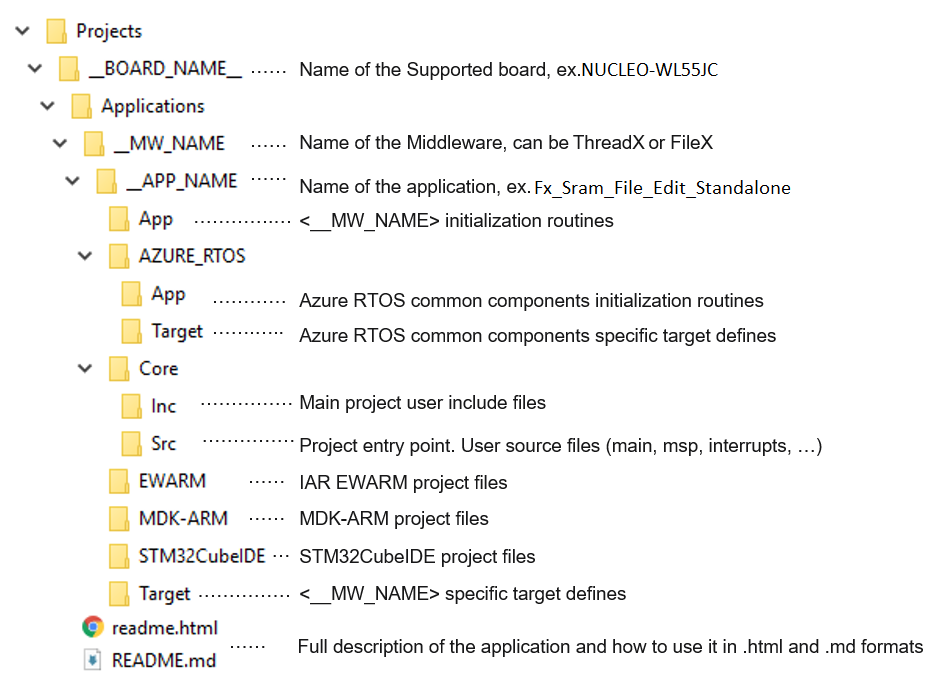 Projects
__BOARD_NAME__ ...... Name of the Supported board, ex.NUCLEO-WL55JC
Applications
__MW_NAME ...... Name of the Middleware, can be ThreadX or FileX
__APP_NAME ...... Name of the application, ex. Fx_Sram_File_Edit_Standalone
App ................ <__MW_NAME> initialization routines
AZURE_RTOS
App ............ Azure RTOS common components initialization routines
Target ............ Azure RTOS common components specific target defines
Core
Inc ............... Main project user include files
Src ............... Project entry point. User source files (main, msp, interrupts, …)
EWARM ...... IAR EWARM project files
MDK-ARM ...... MDK-ARM project files
STM32CubeIDE ... STM32CubeIDE project files
Target ............... <__MW_NAME> specific target defines
readme.html
README.md ...... Full description of the application and how to use it in .html and .md formats